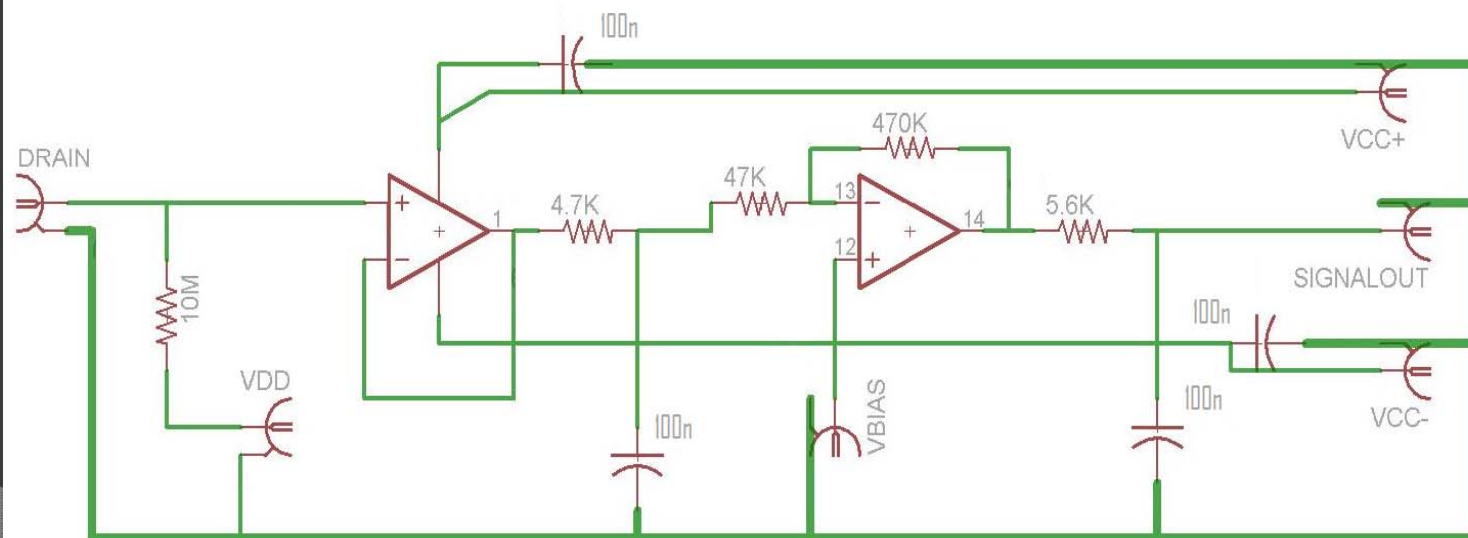 100n
470K
VCC+
DRAIN
47K
13
4.7K
1
14
5.6K
12
SIGNALOUT
10M
100n
VDD
VBIAS
100n
VCC-
100n